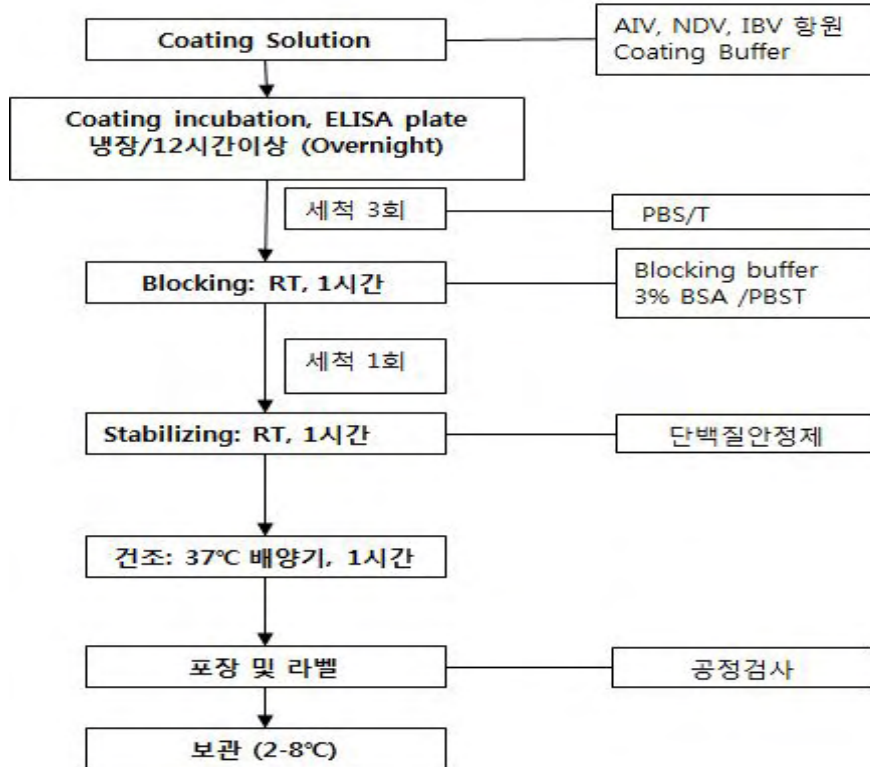 Coating Solution
AIV, NDV, IBV 항원
Coating Buffer
Coating incubation, ELISA plate
냉장/12시간이상 (Overnight)
세척 3회
PBS/T
Blocking: RT, 1시간
Blocking buffer
3% BSA /PBST
세척 1회
Stabilizing: RT, 1시간
단백질안정제
건조: 37℃ 배양기, 1시간
포장 및 라벨
공정검사
보관 (2-8℃)